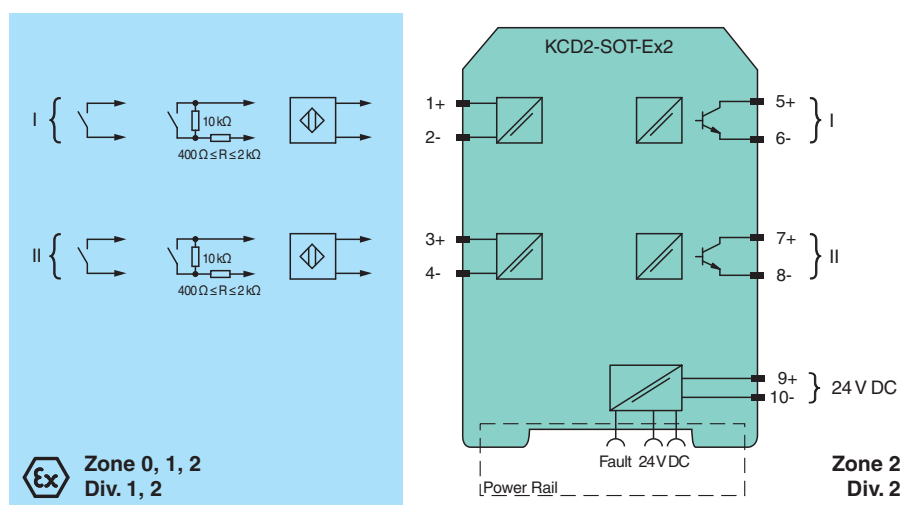 KCD2-SOT-Ex2
I
10 kΩ
400 Ω ≤ R ≤ 2 kΩ
1+
2-
5+
6-
I
II
10 kΩ
400 Ω ≤ R ≤ 2 kΩ
3+
4-
7+
8-
II
9+
10-
24 V DC
Fault 24 V DC
Power Rail
Ex
Zone 0, 1, 2
Div. 1, 2
Zone 2
Div. 2